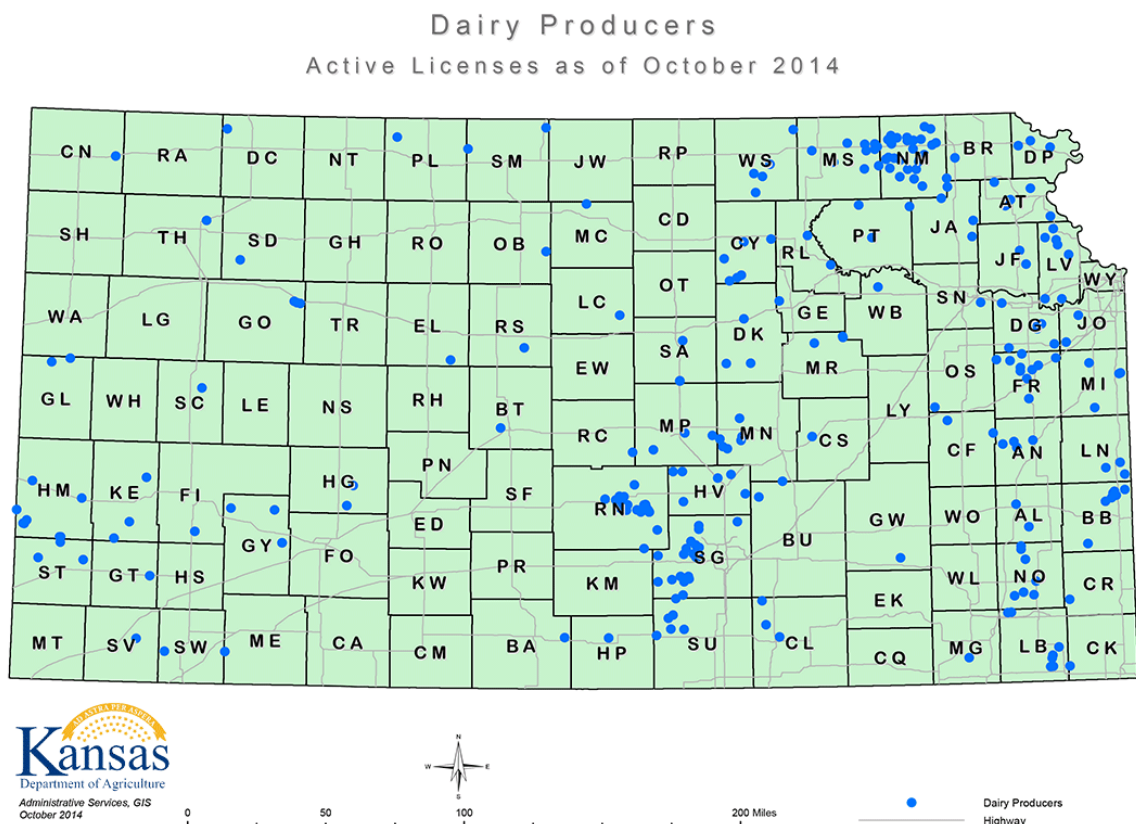 Dairy Producers
Active Licenses as of October 2014
CN RA DC NT PL SM JW RP WS MS NM BR DP
SH TH SD GH RO OB MC CD CY RL PT JA AT JF LV WY
WA LG GO TR EL RS LC OT DK GE WB SN DG JO
GL WH SC LE NS RH BT EW SA MR OS FR MI
RC MP MN CS LY CF AN LN
HM KE FI HG PN SF RN HV BU GW WO AL BB
GY FO ED
ST GT HS KW PR KM SG EK WL NO CR
MT SV SW ME CA CM BA HP SU CL CQ MG LB CK
AD ASTRA PER ASPERA
Kansas
Department of Agriculture
Administrative Services, GIS
October 2014
N
W E
S
0 50 100 200 Miles
Dairy Producers
Highway